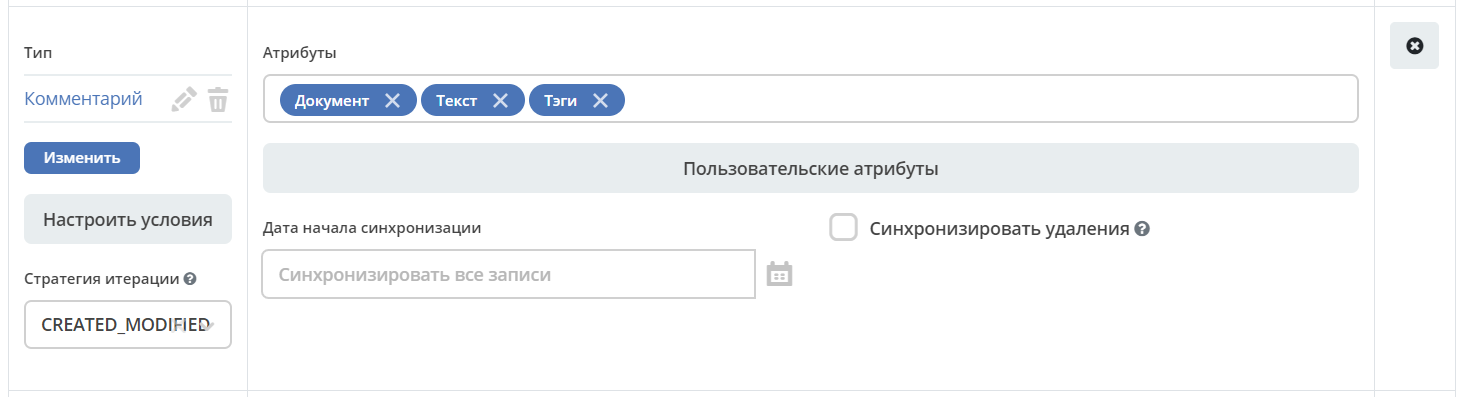 Тип
Комментарий
Изменить
Настроить условия
Стратегия итерации
CREATED_MODIFIED
Атрибуты
Документ Текст Тэги
Пользовательские атрибуты
Дата начала синхронизации
Синхронизировать все записи
Синхронизировать удаления